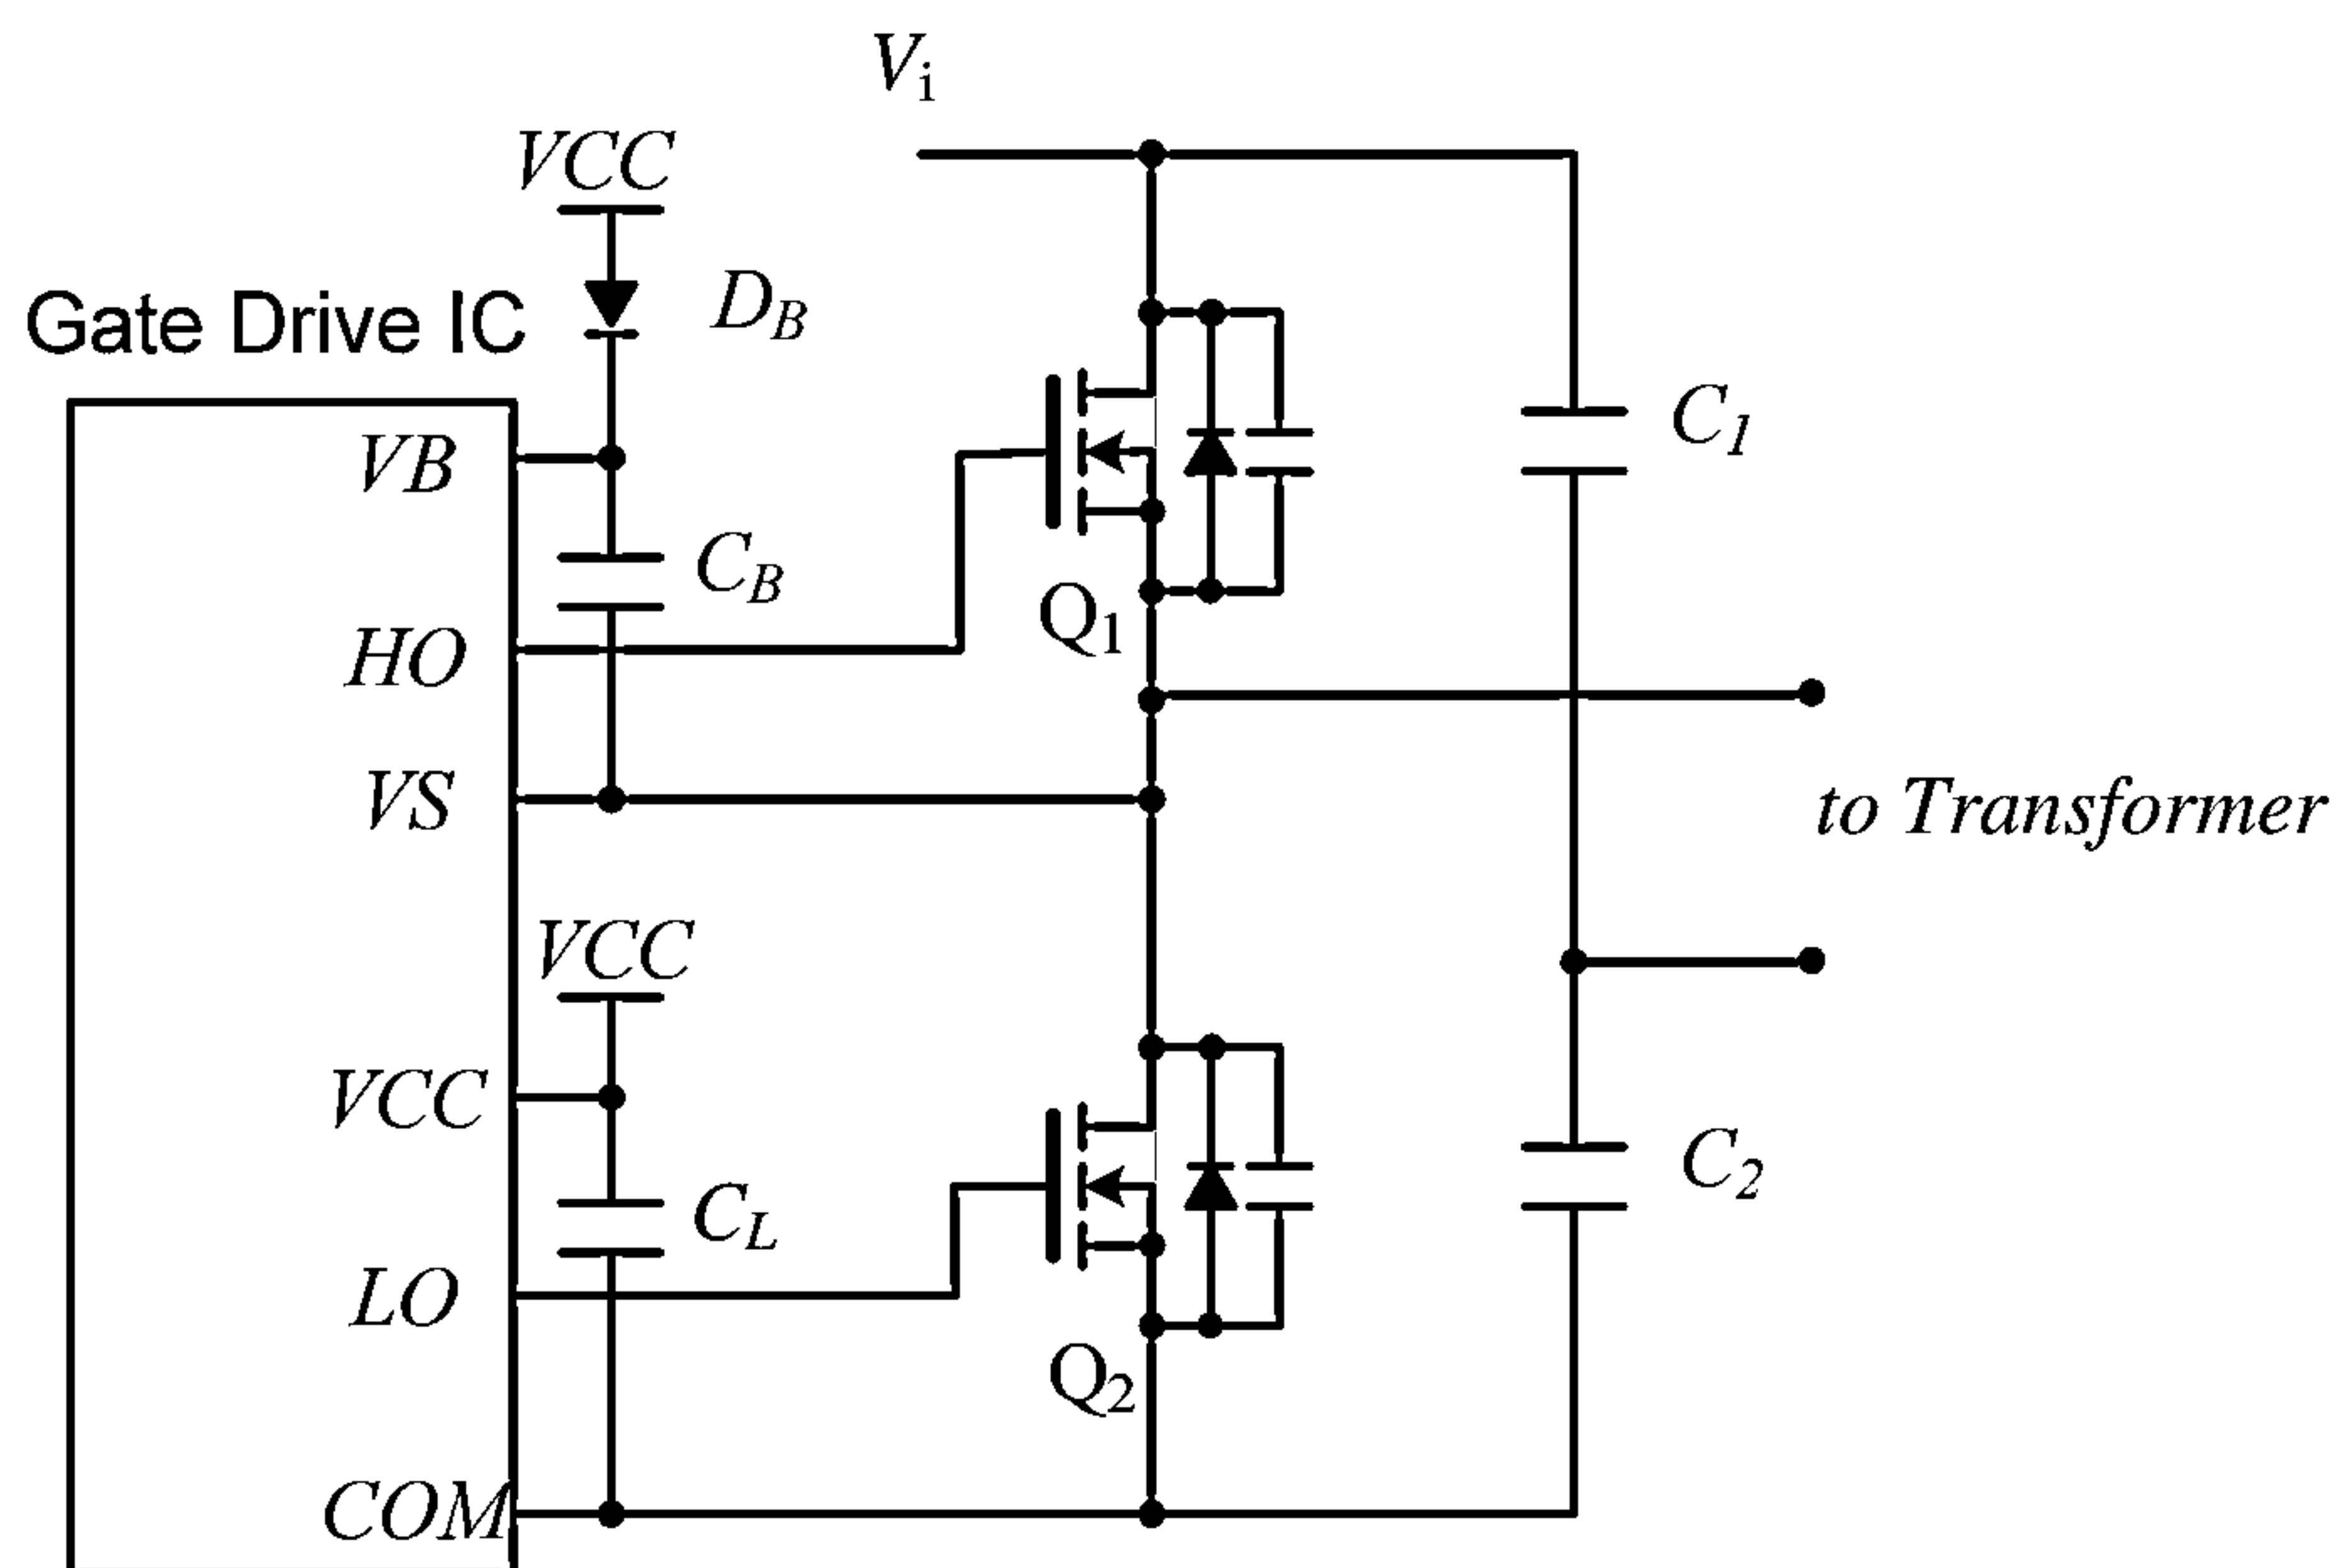 Vi
VCC
DB
Gate Drive IC
VB
C1
CB
Q1
HO
VS
to Transformer
VCC
VCC
C2
CL
LO
Q2
COM